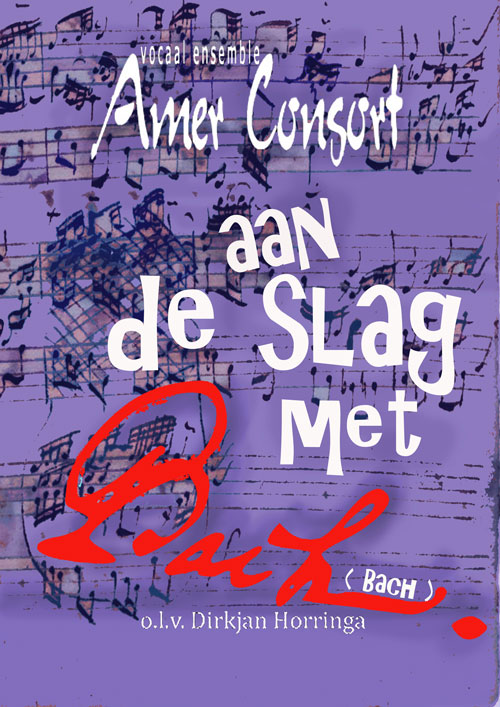 vocaal ensemble
Amer Consort
aan
de slag
met
Bach.
( BacH )
o.l.v. Dirkjan Horringa